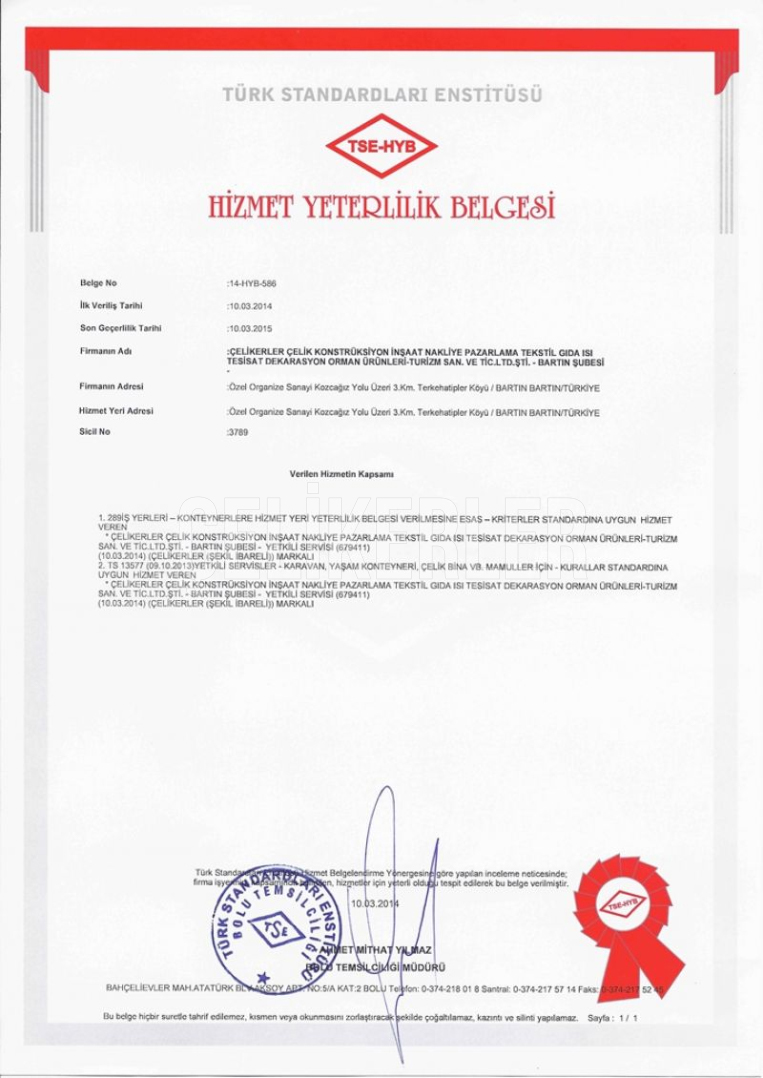 TÜRK STANDARDLARI ENSTİTÜSÜ
TSE-HYB
HİZMET YETERLİLİK BELGESİ
Belge No :14-HYB-586
İlk Veriliş Tarihi :10.03.2014
Son Geçerlilik Tarihi :10.03.2015
Firmanın Adı :ÇELİKERLER ÇELİK KONSTRÜKSİYON İNŞAAT NAKLİYE PAZARLAMA TEKSTİL GIDA ISI
TESİSAT DEKARASYON ORMAN ÜRÜNLERİ-TURİZM SAN. VE TİC.LTD.ŞTİ. - BARTIN ŞUBESİ
-
Firmanın Adresi :Özel Organize Sanayi Kozcağız Yolu Üzeri 3.Km. Terkehatipler Köyü / BARTIN BARTIN/TÜRKİYE
Hizmet Yeri Adresi :Özel Organize Sanayi Kozcağız Yolu Üzeri 3.Km. Terkehatipler Köyü / BARTIN BARTIN/TÜRKİYE
Sicil No :3789
Verilen Hizmetin Kapsamı
ÇELİKERLER
1. 289İŞ YERLERİ – KONTEYNERLERE HİZMET YERİ YETERLİLİK BELGESİ VERİLMESİNE ESAS – KRİTERLER STANDARDINA UYGUN HİZMET
VEREN
* ÇELİKERLER ÇELİK KONSTRÜKSİYON İNŞAAT NAKLİYE PAZARLAMA TEKSTİL GIDA ISI TESİSAT DEKARASYON ORMAN ÜRÜNLERİ-TURİZM
SAN. VE TİC.LTD.ŞTİ. - BARTIN ŞUBESİ - YETKİLİ SERVİSİ (679411)
(10.03.2014) (ÇELİKERLER (ŞEKİL İBARELİ)) MARKALI
2. TS 13577 (09.10.2013)YETKİLİ SERVİSLER - KARAVAN, YAŞAM KONTEYNERİ, ÇELİK BİNA VB. MAMULLER İÇİN - KURALLAR STANDARDINA
UYGUN HİZMET VEREN
* ÇELİKERLER ÇELİK KONSTRÜKSİYON İNŞAAT NAKLİYE PAZARLAMA TEKSTİL GIDA ISI TESİSAT DEKARASYON ORMAN ÜRÜNLERİ-TURİZM
SAN. VE TİC.LTD.ŞTİ. - BARTIN ŞUBESİ - YETKİLİ SERVİSİ (679411)
(10.03.2014) (ÇELİKERLER (ŞEKİL İBARELİ)) MARKALI
Türk Hizmet Belgelendirme Yönergesine göre yapılan inceleme neticesinde;
firma hizmetler için yeterli olduğu tespit edilerek bu belge verilmiştir.
10.03.2014
TÜRK STANDARDLARI ENSTİTÜSÜ
BOLU TEMSİLCİLİĞİ
TSE
TSE-HYB
AHMET MİTHAT YILMAZ
BOLU TEMSİLCİLİĞİ MÜDÜRÜ
BAHÇELİEVLER MAH.ATATÜRK BLV.AKSOY APT. NO:5/A KAT:2 BOLU Telefon: 0-374-218 01 8 Santral: 0-374-217 57 14 Faks: 0-374-217 52 45
Bu belge hiçbir suretle tahrif edilemez, kısmen veya okunmasını zorlaştıracak şekilde çoğaltılamaz, kazıntı ve silinti yapılamaz. Sayfa : 1 / 1